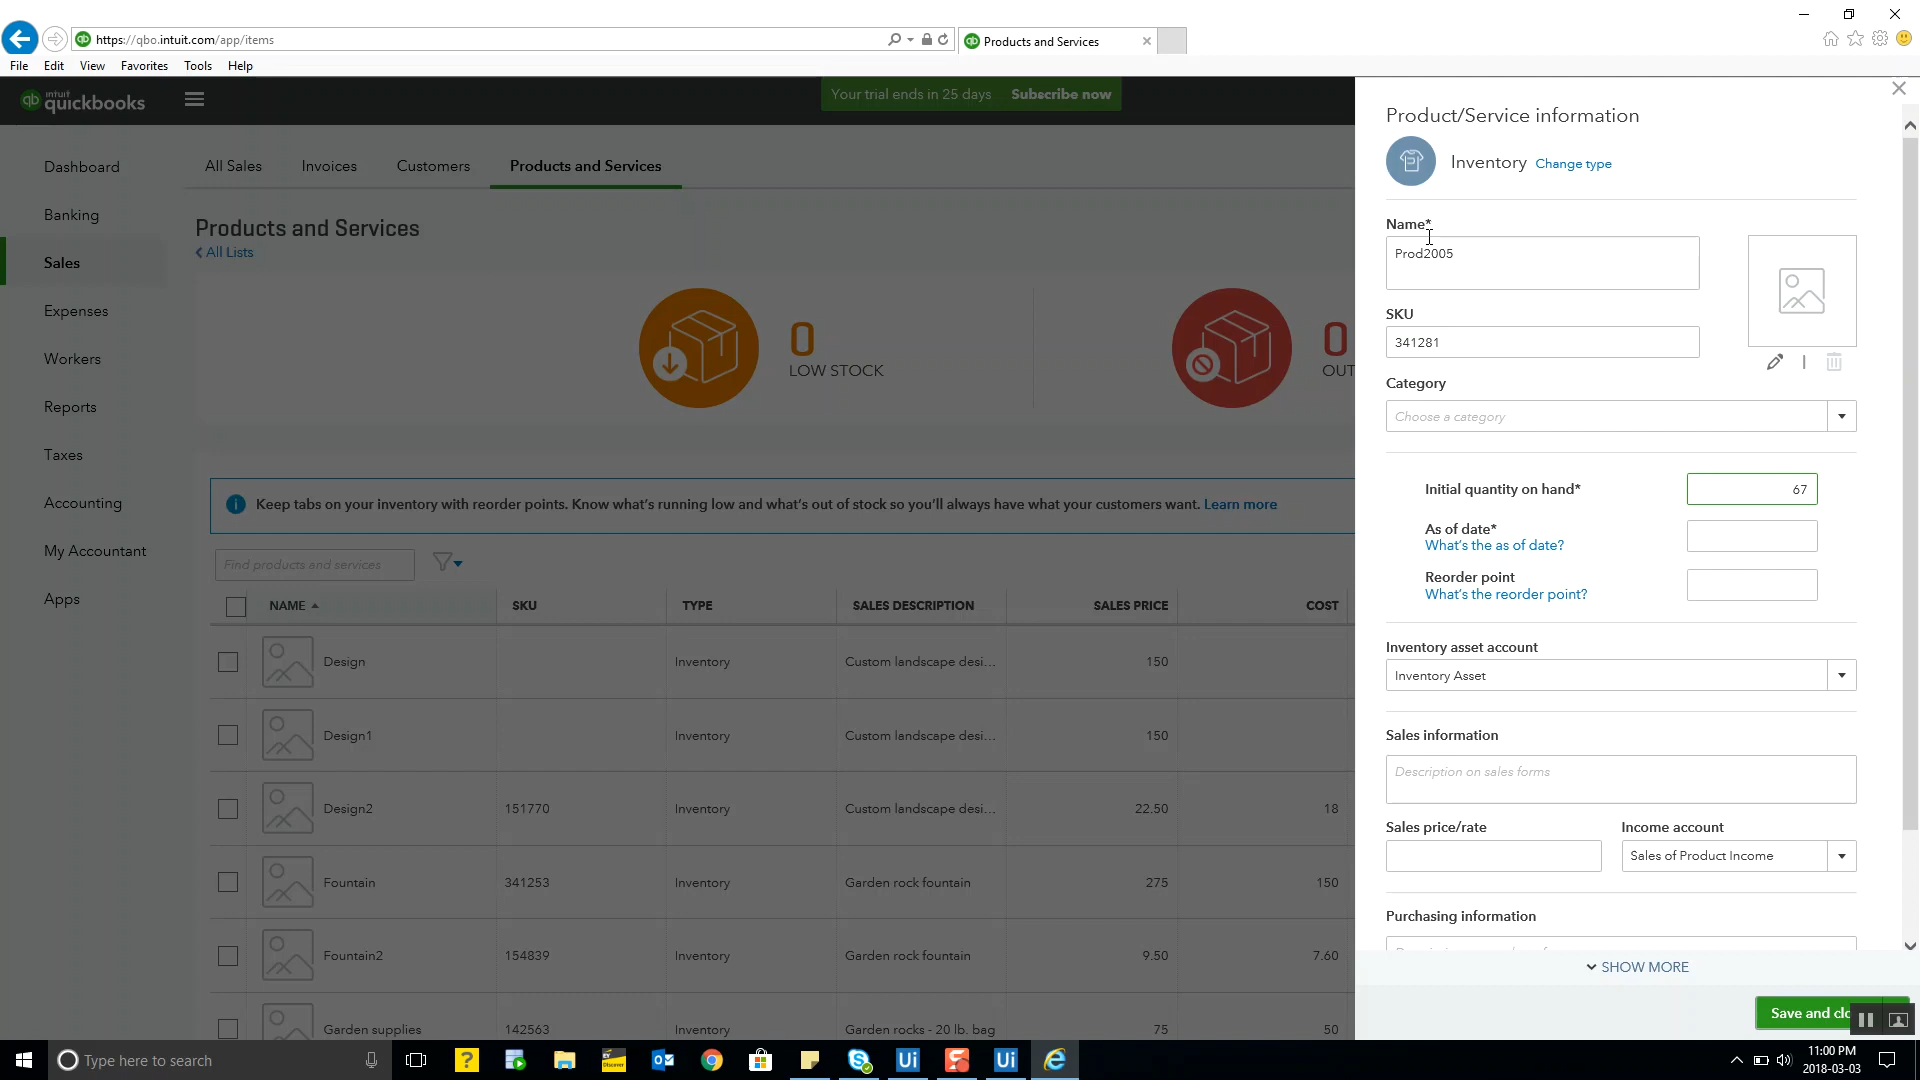 https://qbo.intuit.com/app/items
Products and Services
File Edit View Favorites Tools Help
intuit quickbooks
Your trial ends in 25 days Subscribe now
Dashboard
Banking
Sales
Expenses
Workers
Reports
Taxes
Accounting
My Accountant
Apps
All Sales Invoices Customers Products and Services
Products and Services
All Lists
0
LOW STOCK
0
OUT
Keep tabs on your inventory with reorder points. Know what's running low and what's out of stock so you'll always have what your customers want. Learn more
Find products and services
NAME SKU TYPE SALES DESCRIPTION SALES PRICE COST
Design Inventory Custom landscape desi... 150
Design1 Inventory Custom landscape desi... 150
Design2 151770 Inventory Custom landscape desi... 22.50 18
Fountain 341253 Inventory Garden rock fountain 275 150
Fountain2 154839 Inventory Garden rock fountain 9.50 7.60
Garden supplies 142563 Inventory Garden rocks - 20 lb. bag 75 50
Product/Service information
Inventory Change type
Name*
Prod2005
SKU
341281
Category
Choose a category
Initial quantity on hand* 67
As of date*
What's the as of date?
Reorder point
What's the reorder point?
Inventory asset account
Inventory Asset
Sales information
Description on sales forms
Sales price/rate Income account
Sales of Product Income
Purchasing information
SHOW MORE
Save and clo
Type here to search
11:00 PM
2018-03-03